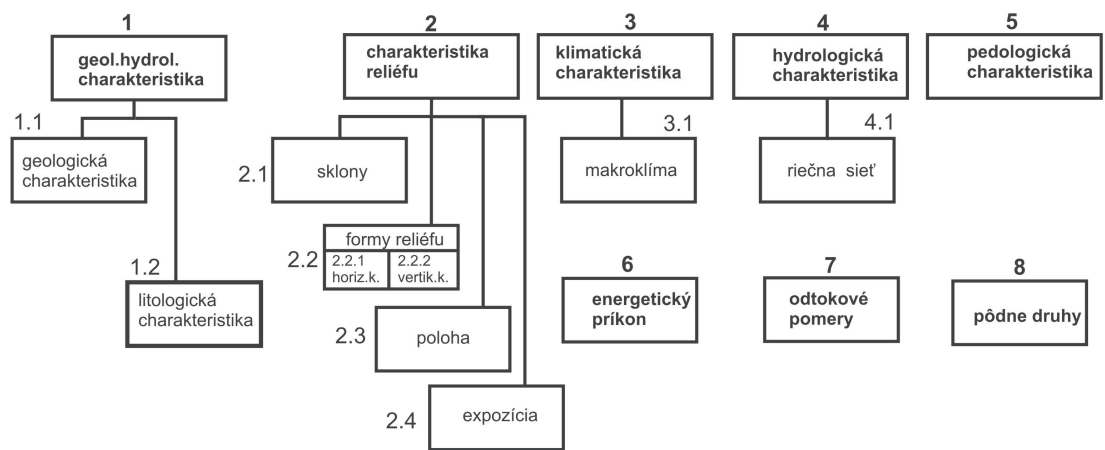 1
geol.hydrol.
charakteristika
1.1
geologická
charakteristika
1.2
litologická
charakteristika
2
charakteristika
reliéfu
2.1
sklony
2.2
formy reliéfu
2.2.1
horiz.k.
2.2.2
vertik.k.
2.3
poloha
2.4
expozícia
3
klimatická
charakteristika
3.1
makroklíma
4
hydrologická
charakteristika
4.1
riečna sieť
5
pedologická
charakteristika
6
energetický
príkon
7
odtokové
pomery
8
pôdne druhy